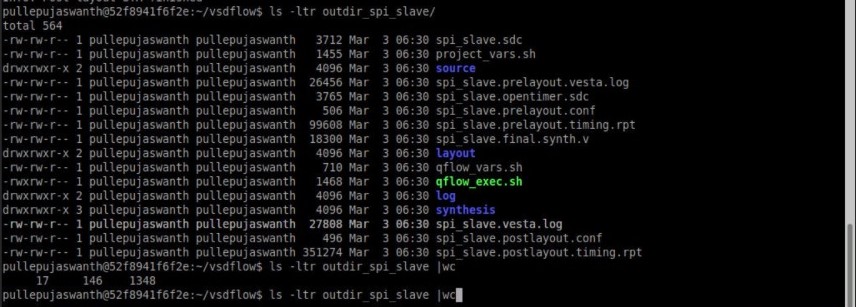 pullepujaswanth@52f8941f6f2e:~/vsdflow$ ls -ltr outdir_spi_slave/
total 564
-rw-rw-r-- 1 pullepujaswanth pullepujaswanth 3712 Mar 3 06:30 spi_slave.sdc
-rw-rw-r-- 1 pullepujaswanth pullepujaswanth 1455 Mar 3 06:30 project_vars.sh
drwxrwxr-x 2 pullepujaswanth pullepujaswanth 4096 Mar 3 06:30 source
-rw-rw-r-- 1 pullepujaswanth pullepujaswanth 26456 Mar 3 06:30 spi_slave.prelayout.vesta.log
-rw-rw-r-- 1 pullepujaswanth pullepujaswanth 3765 Mar 3 06:30 spi_slave.opentimer.sdc
-rw-rw-r-- 1 pullepujaswanth pullepujaswanth 506 Mar 3 06:30 spi_slave.prelayout.conf
-rw-rw-r-- 1 pullepujaswanth pullepujaswanth 99608 Mar 3 06:30 spi_slave.prelayout.timing.rpt
-rw-rw-r-- 1 pullepujaswanth pullepujaswanth 18300 Mar 3 06:30 spi_slave.final.synth.v
drwxrwxr-x 2 pullepujaswanth pullepujaswanth 4096 Mar 3 06:30 layout
-rw-rw-r-- 1 pullepujaswanth pullepujaswanth 710 Mar 3 06:30 qflow_vars.sh
-rwxrw-r-- 1 pullepujaswanth pullepujaswanth 1468 Mar 3 06:30 qflow_exec.sh
drwxrwxr-x 2 pullepujaswanth pullepujaswanth 4096 Mar 3 06:30 log
drwxrwxr-x 3 pullepujaswanth pullepujaswanth 4096 Mar 3 06:30 synthesis
-rw-rw-r-- 1 pullepujaswanth pullepujaswanth 27808 Mar 3 06:30 spi_slave.vesta.log
-rw-rw-r-- 1 pullepujaswanth pullepujaswanth 496 Mar 3 06:30 spi_slave.postlayout.conf
-rw-rw-r-- 1 pullepujaswanth pullepujaswanth 351274 Mar 3 06:30 spi_slave.postlayout.timing.rpt
pullepujaswanth@52f8941f6f2e:~/vsdflow$ ls -ltr outdir_spi_slave |wc
17 146 1348
pullepujaswanth@52f8941f6f2e:~/vsdflow$ ls -ltr outdir_spi_slave |wc